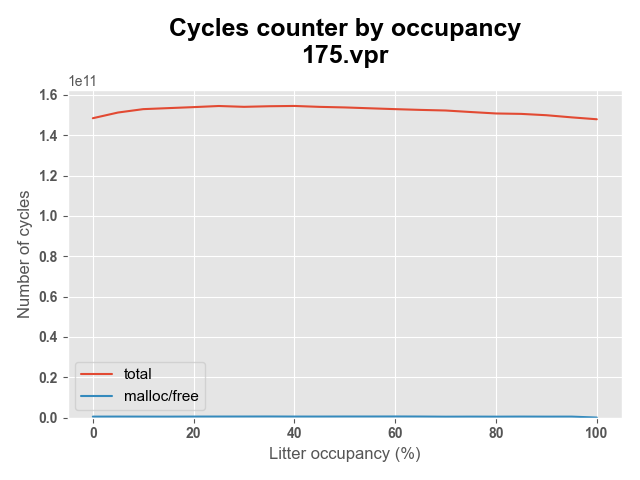 Cycles counter by occupancy
175.vpr
1e11
1.6
1.4
1.2
1.0
0.8
0.6
0.4
0.2
0.0
Number of cycles
total
malloc/free
0 20 40 60 80 100
Litter occupancy (%)